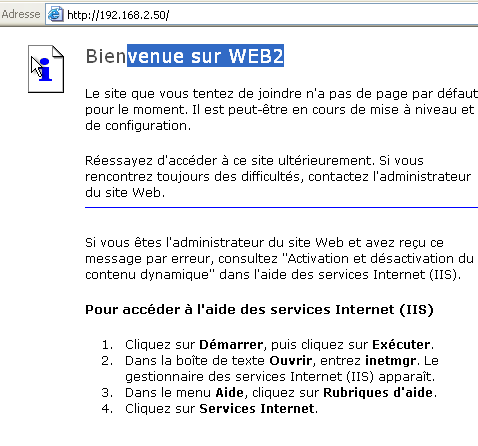 Adresse http://192.168.2.50/
Bienvenue sur WEB2
Le site que vous tentez de joindre n'a pas de page par défaut
pour le moment. Il est peut-être en cours de mise à niveau et
de configuration.
Réessayez d'accéder à ce site ultérieurement. Si vous
rencontrez toujours des difficultés, contactez l'administrateur
du site Web.
Si vous êtes l'administrateur du site Web et avez reçu ce
message par erreur, consultez "Activation et désactivation du
contenu dynamique" dans l'aide des services Internet (IIS).
Pour accéder à l'aide des services Internet (IIS)
1. Cliquez sur Démarrer, puis cliquez sur Exécuter.
2. Dans la boîte de texte Ouvrir, entrez inetmgr. Le
gestionnaire des services Internet (IIS) apparaît.
3. Dans le menu Aide, cliquez sur Rubriques d'aide.
4. Cliquez sur Services Internet.